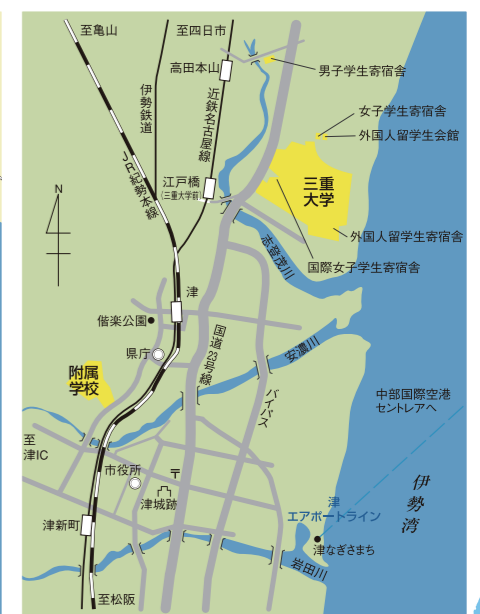 至亀山
至四日市
高田本山
男子学生寄宿舎
伊勢鉄道
近鉄名古屋線
女子学生寄宿舎
外国人留学生会館
JR紀勢本線
江戸橋
(三重大学前)
三重
大学
N
外国人留学生寄宿舎
志登茂川
国際女子学生寄宿舎
津
偕楽公園
国道23号線
安濃川
県庁
附属
学校
バイパス
中部国際空港
セントレアへ
至
津IC
市役所
〒
津城跡
伊勢湾
津
エアポートライン
津新町
津なぎさまち
岩田川
至松阪